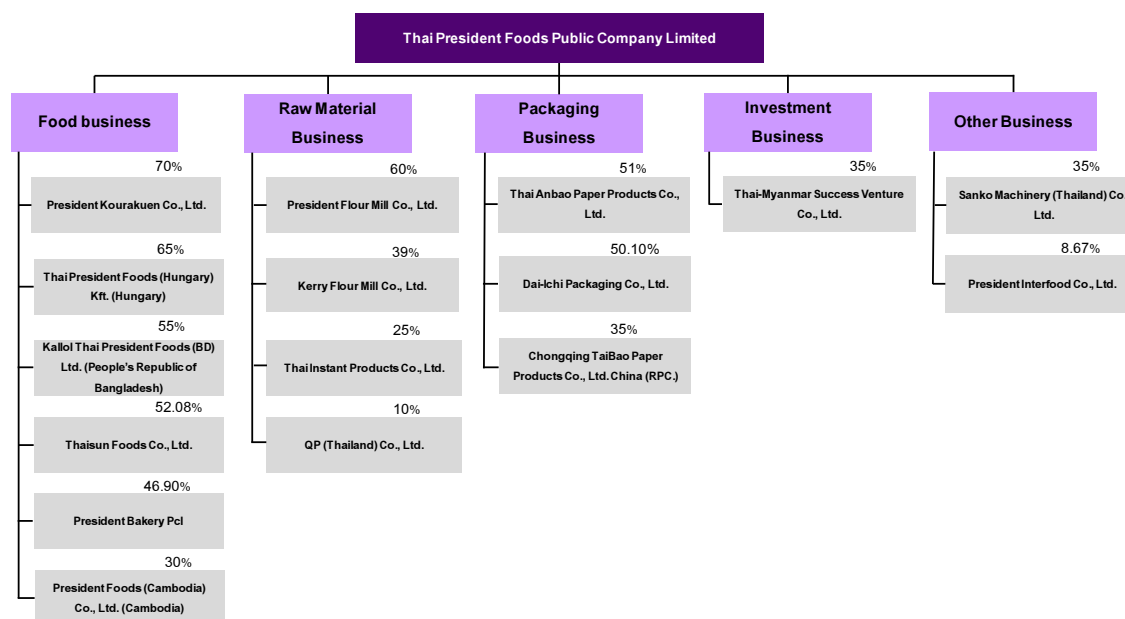 Thai President Foods Public Company Limited
Food business
70%
President Kourakuen Co., Ltd.
65%
Thai President Foods (Hungary)
Kft. (Hungary)
55%
Kallol Thai President Foods (BD)
Ltd. (People's Republic of
Bangladesh)
52.08%
Thaisun Foods Co., Ltd.
46.90%
President Bakery Pcl
30%
President Foods (Cambodia)
Co., Ltd. (Cambodia)
Raw Material
Business
60%
President Flour Mill Co., Ltd.
39%
Kerry Flour Mill Co., Ltd.
25%
Thai Instant Products Co., Ltd.
10%
QP (Thailand) Co., Ltd.
Packaging
Business
51%
Thai Anbao Paper Products Co.,
Ltd.
50.10%
Dai-Ichi Packaging Co., Ltd.
35%
Chongqing TaiBao Paper
Products Co., Ltd. China (RPC.)
Investment
Business
35%
Thai-Myanmar Success Venture
Co., Ltd.
Other Business
35%
Sanko Machinery (Thailand) Co
Ltd.
8.67%
President Interfood Co., Ltd.